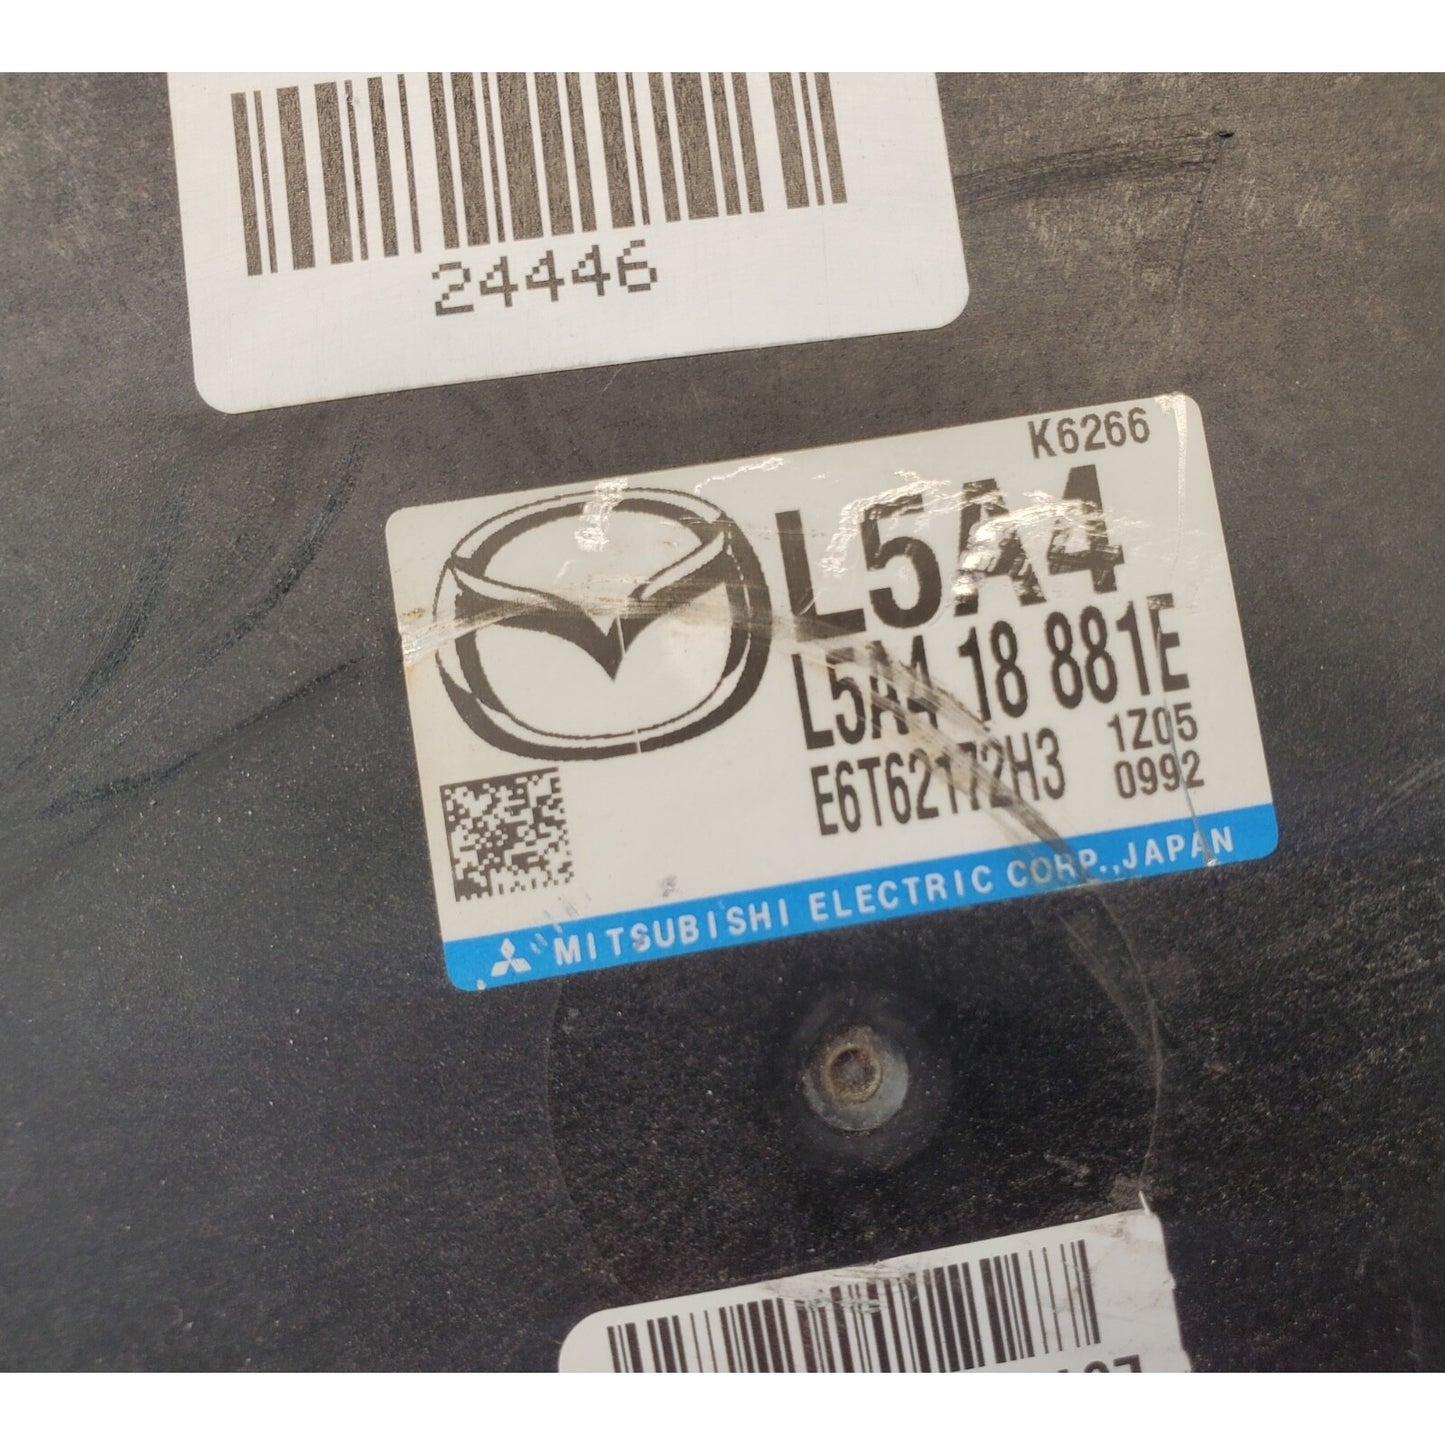 24446
K6266
L5A4
L5A4 18 881E
E6T62172H3
1Z05
0992
MITSUBISHI ELECTRIC CORP.,JAPAN